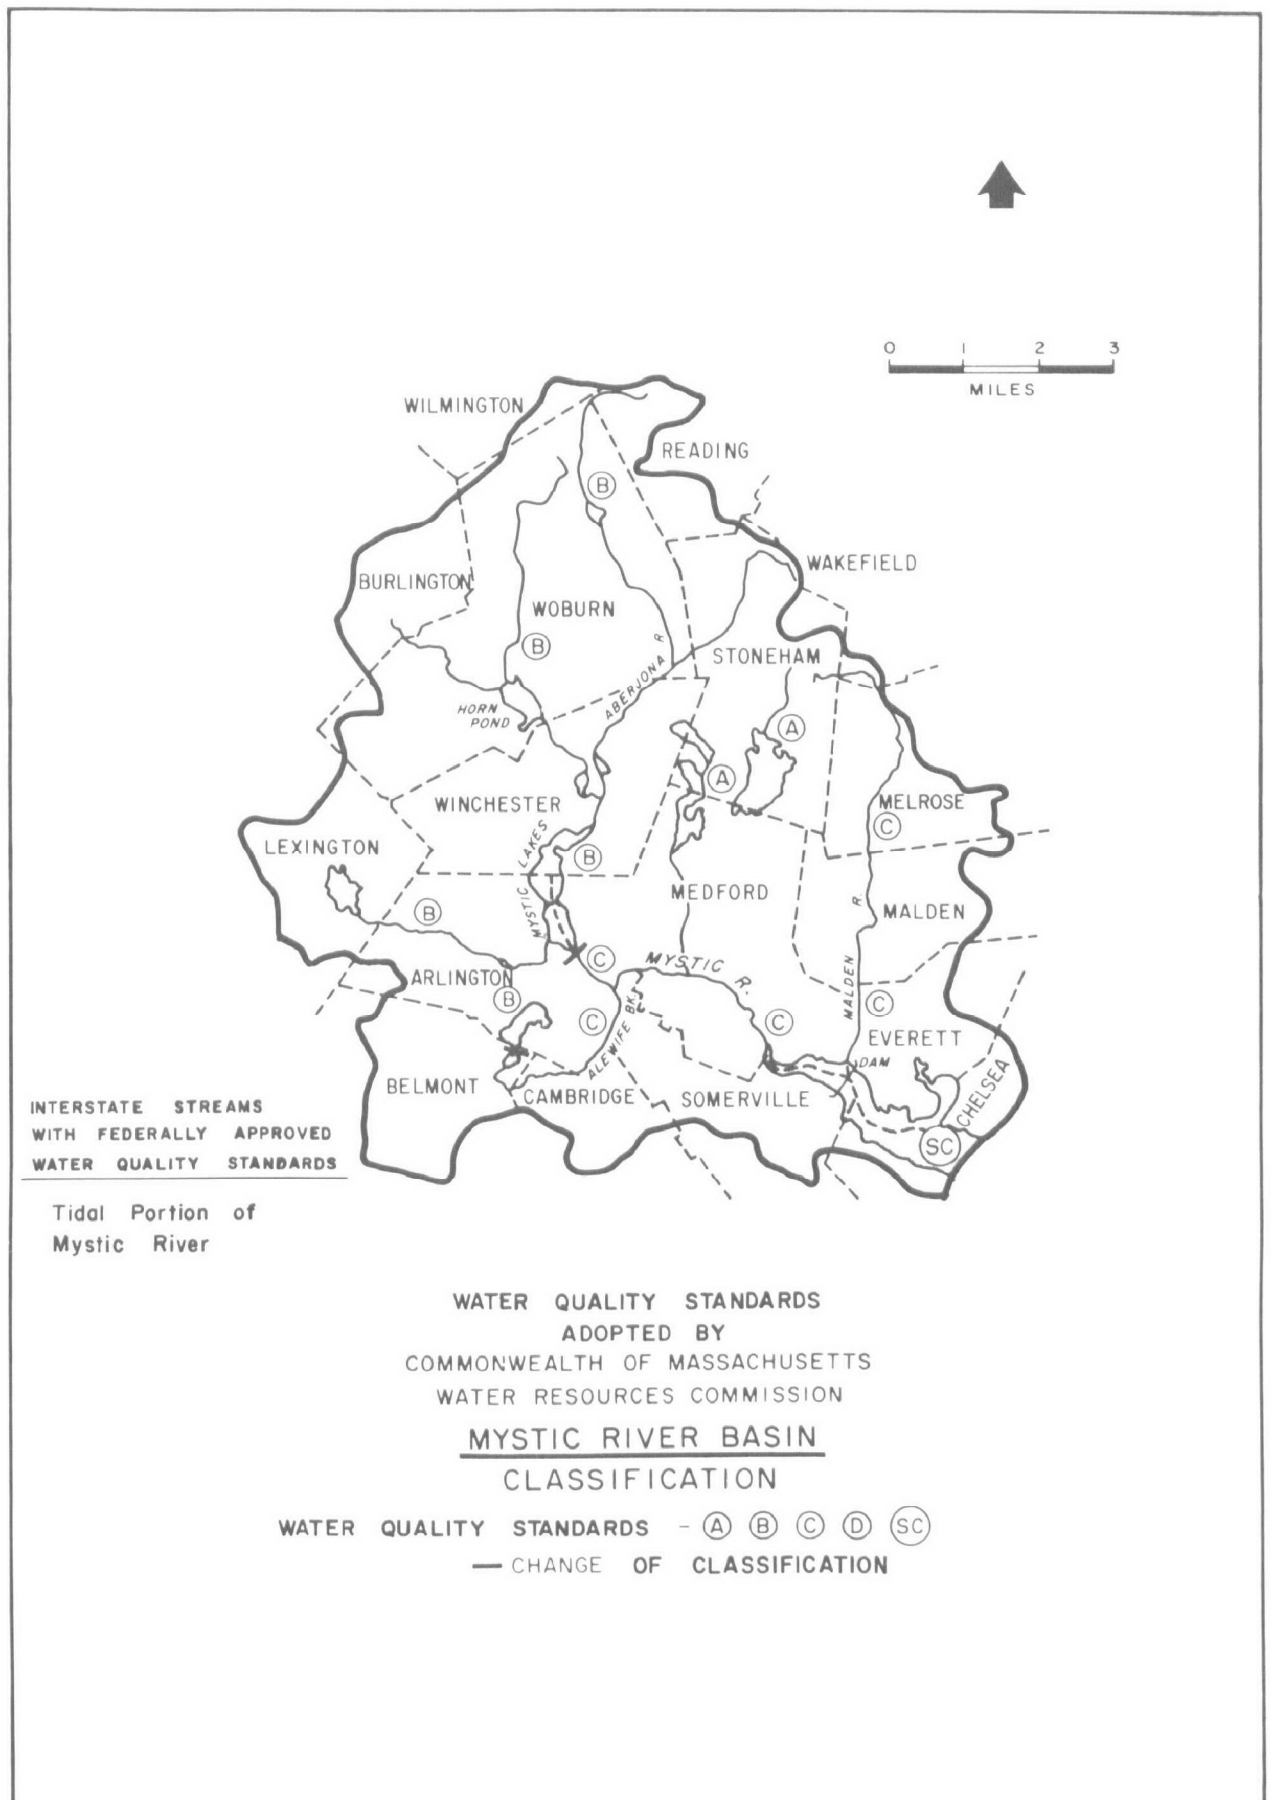 0 1 2 3
MILES
WILMINGTON
READING
B
WAKEFIELD
BURLINGTON
WOBURN
B
STONEHAM
ABERJONA R.
HORN
POND
A
A
WINCHESTER
MELROSE
C
LEXINGTON
MYSTIC LAKES
B
MEDFORD
B
MALDEN
MALDEN R.
C
MYSTIC R.
ARLINGTON
B
C
ALEWIFE BK.
C
C
EVERETT
DAM
BELMONT
CAMBRIDGE
SOMERVILLE
CHELSEA
SC
INTERSTATE STREAMS
WITH FEDERALLY APPROVED
WATER QUALITY STANDARDS
Tidal Portion of
Mystic River
WATER QUALITY STANDARDS
ADOPTED BY
COMMONWEALTH OF MASSACHUSETTS
WATER RESOURCES COMMISSION
MYSTIC RIVER BASIN
CLASSIFICATION
WATER QUALITY STANDARDS - A B C D SC
— CHANGE OF CLASSIFICATION